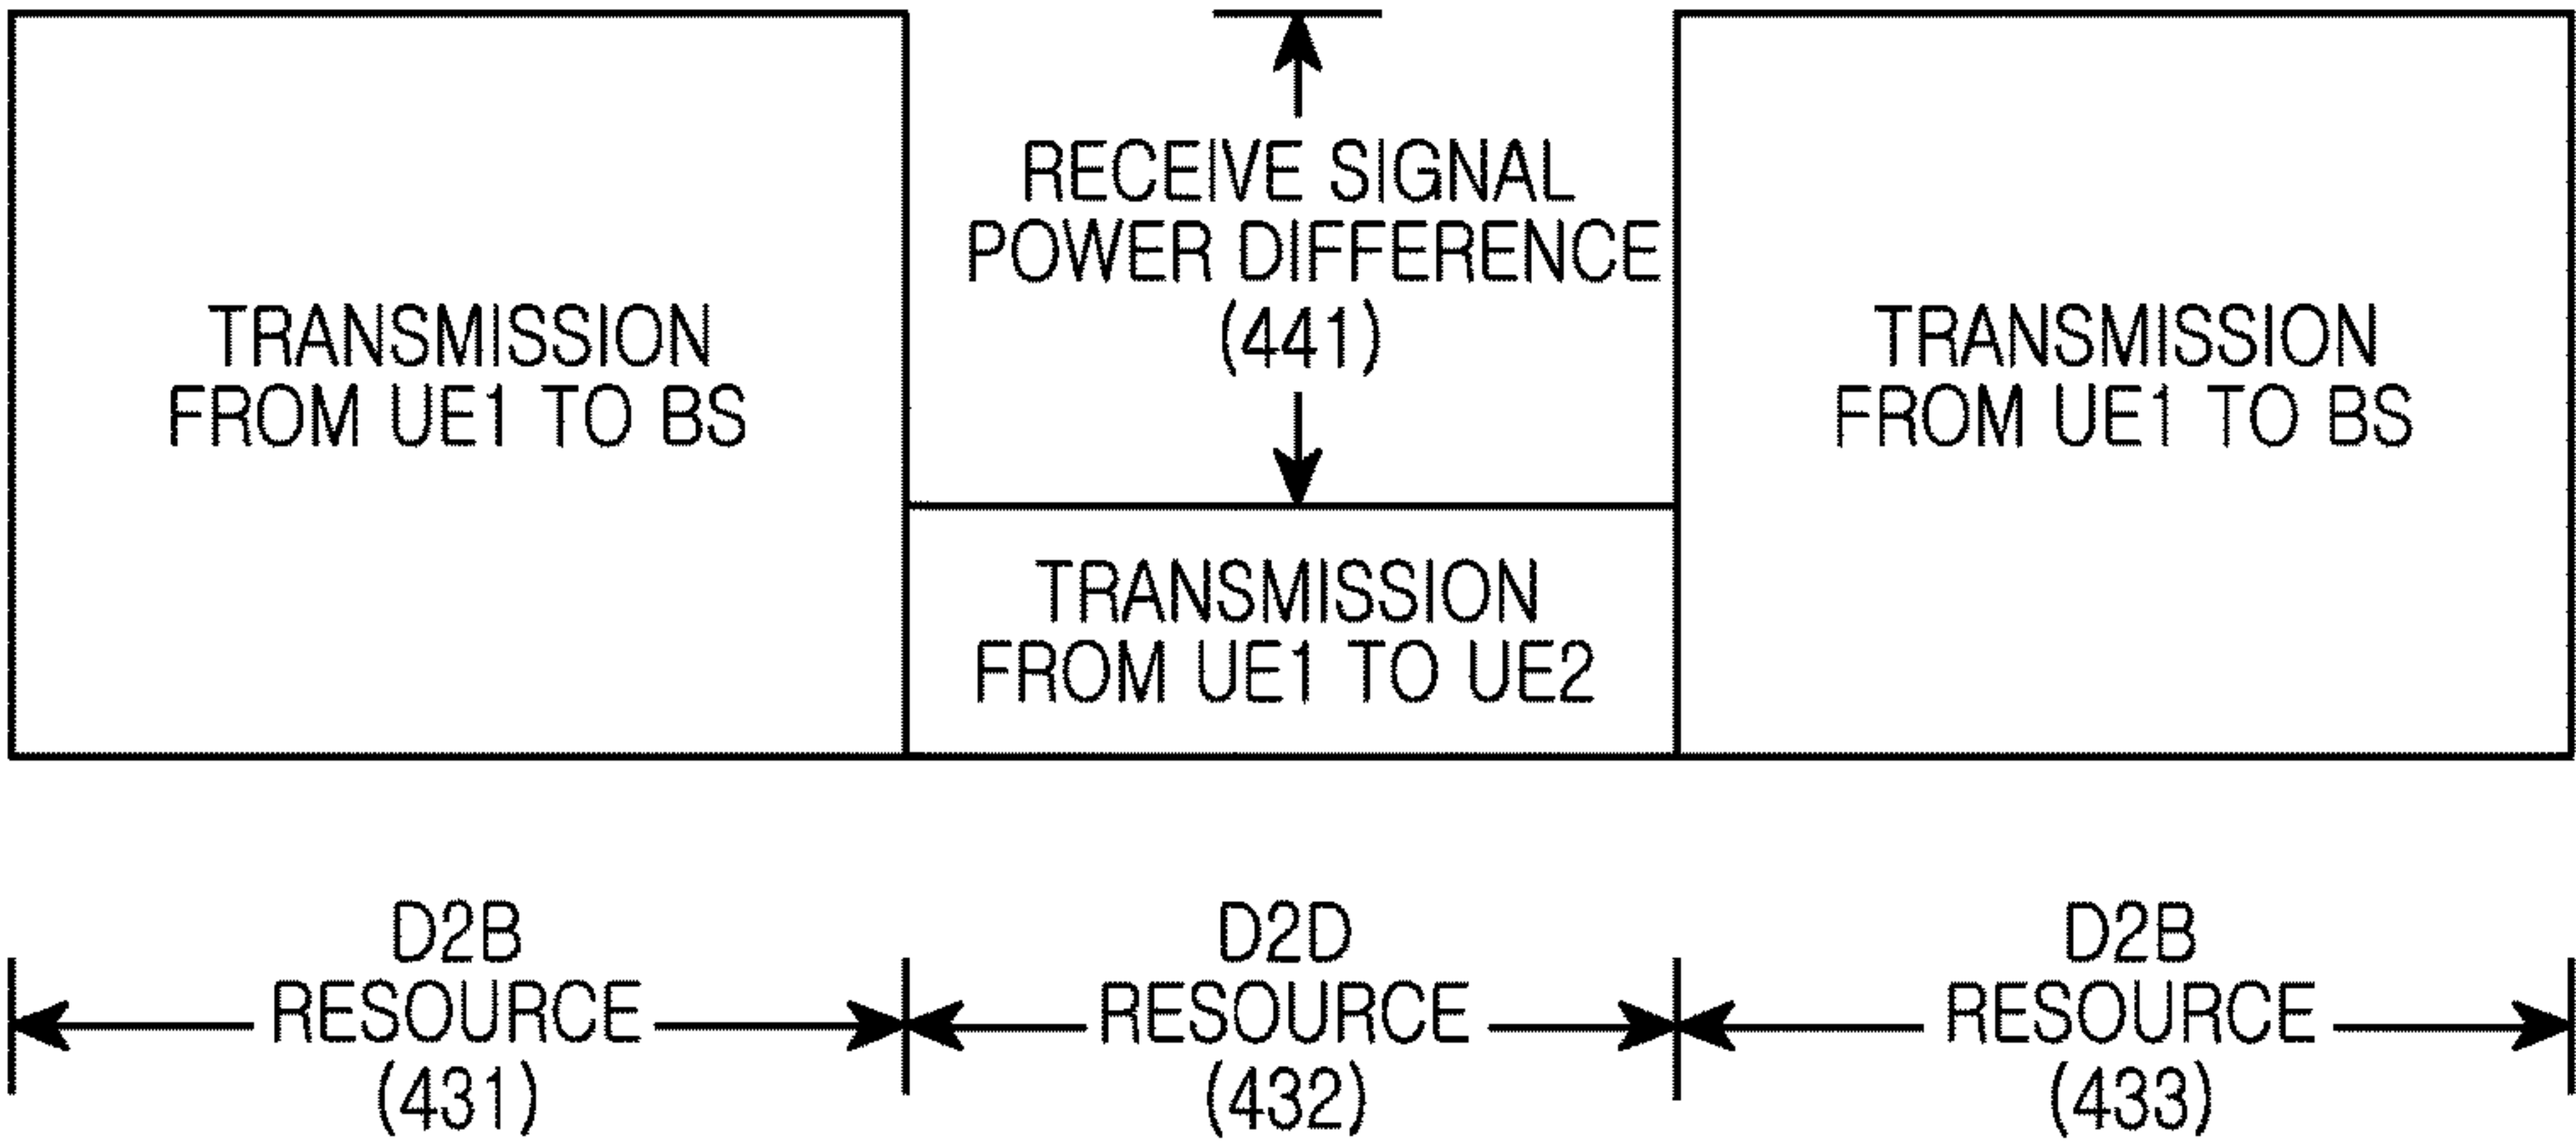 TRANSMISSION
FROM UE1 TO BS
RECEIVE SIGNAL
POWER DIFFERENCE
(441)
TRANSMISSION
FROM UE1 TO UE2
TRANSMISSION
FROM UE1 TO BS
D2B
RESOURCE
(431)
D2D
RESOURCE
(432)
D2B
RESOURCE
(433)